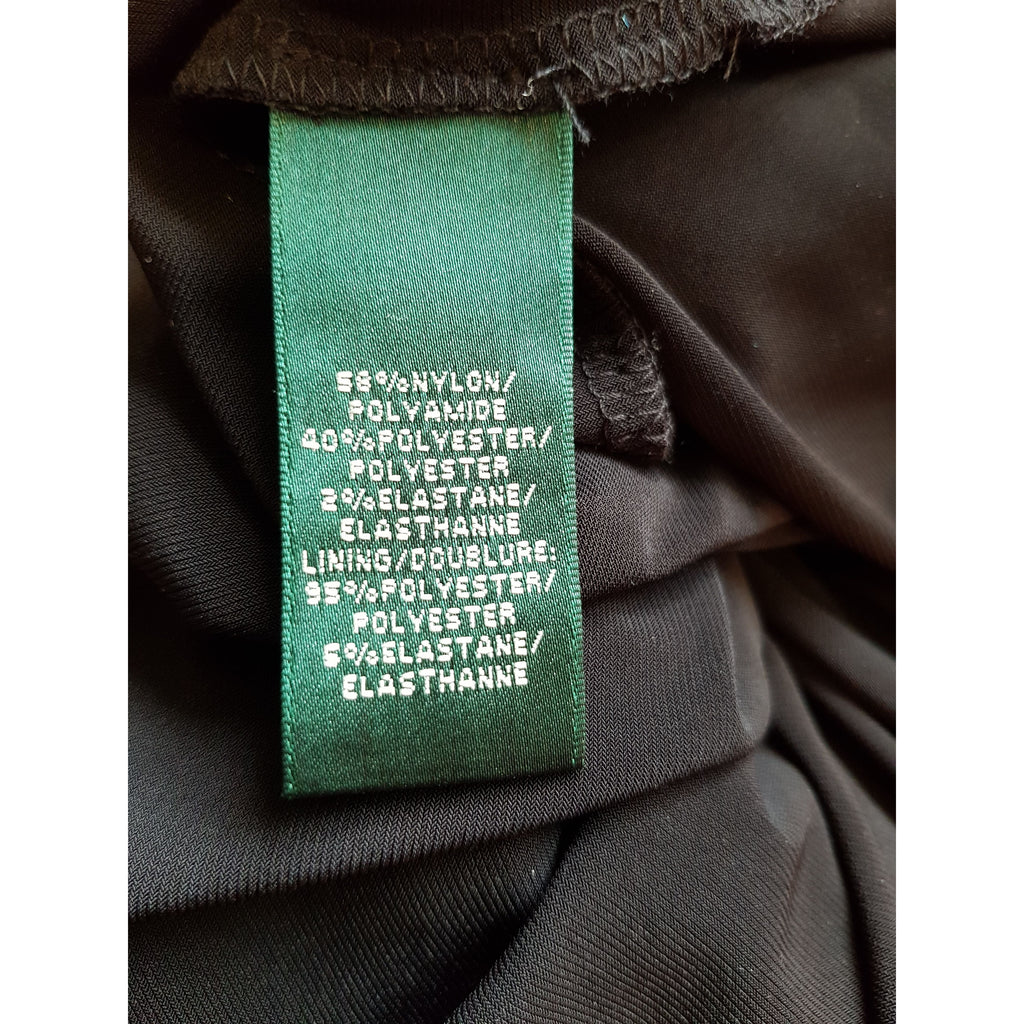 58%NYLON/
POLYAMIDE
40%POLYESTER/
POLYESTER
2%ELASTANE/
ELASTHANNE
LINING/DOUBLURE:
95%POLYESTER/
POLYESTER
5%ELASTANE/
ELASTHANNE